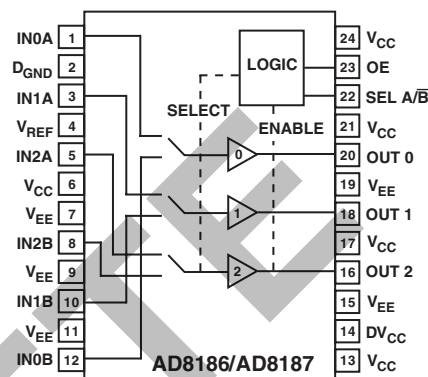 IN0A 1
DGND 2
IN1A 3
VREF 4
IN2A 5
VCC 6
VEE 7
IN2B 8
VEE 9
IN1B 10
VEE 11
IN0B 12
LOGIC
SELECT
ENABLE
0
1
2
24 VCC
23 OE
22 SEL A/B̅
21 VCC
20 OUT 0
19 VEE
18 OUT 1
17 VCC
16 OUT 2
15 VEE
14 DVCC
13 VCC
AD8186/AD8187